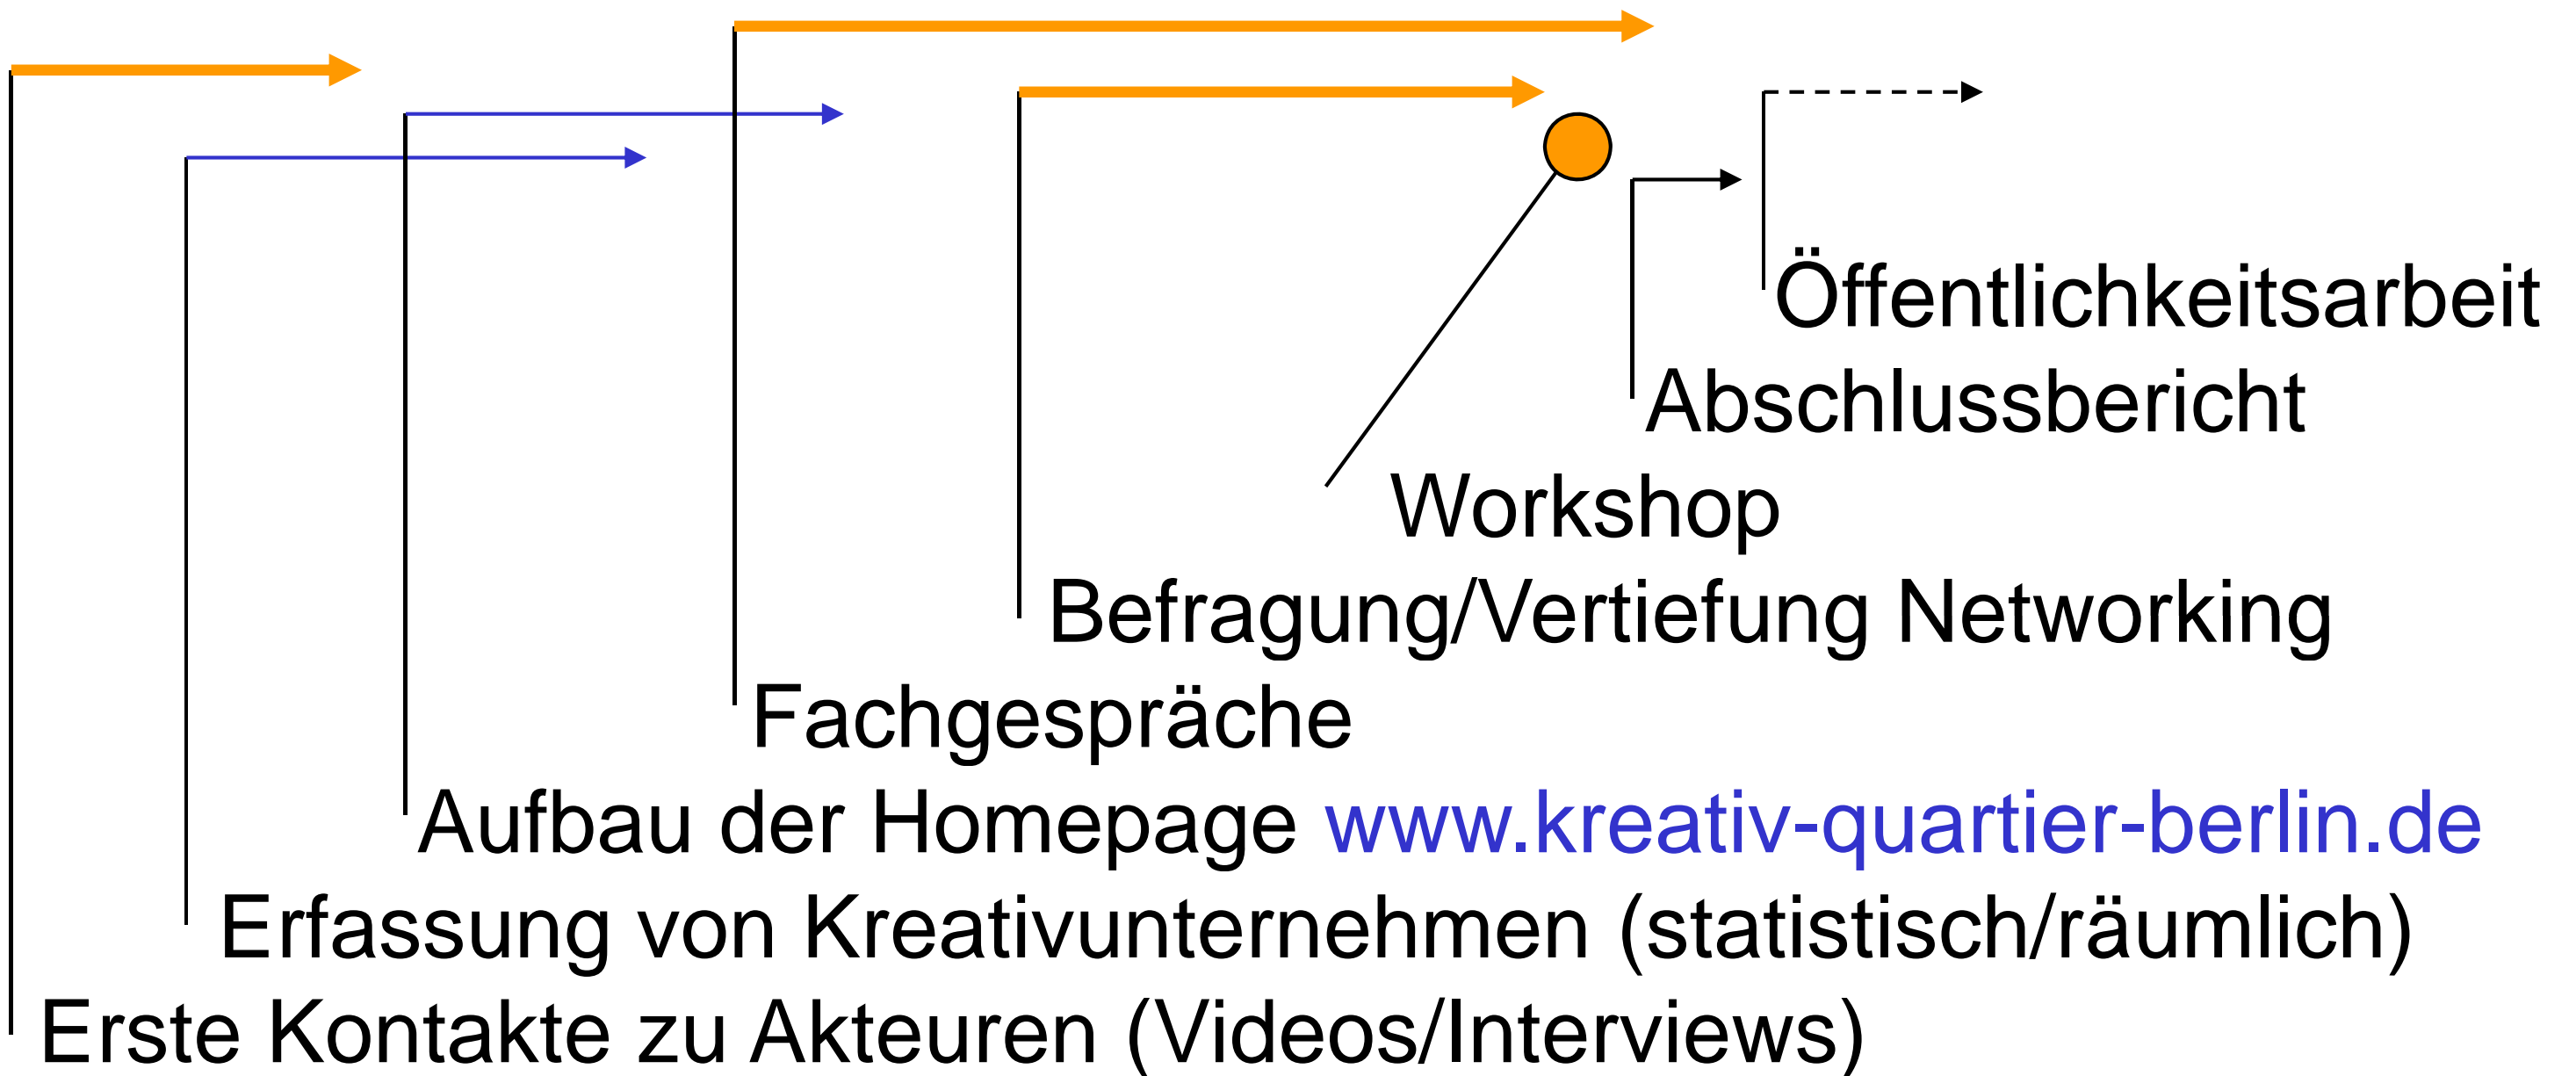 Öffentlichkeitsarbeit
Abschlussbericht
Workshop
Befragung/Vertiefung Networking
Fachgespräche
Aufbau der Homepage www.kreativ-quartier-berlin.de
Erfassung von Kreativunternehmen (statistisch/räumlich)
Erste Kontakte zu Akteuren (Videos/Interviews)